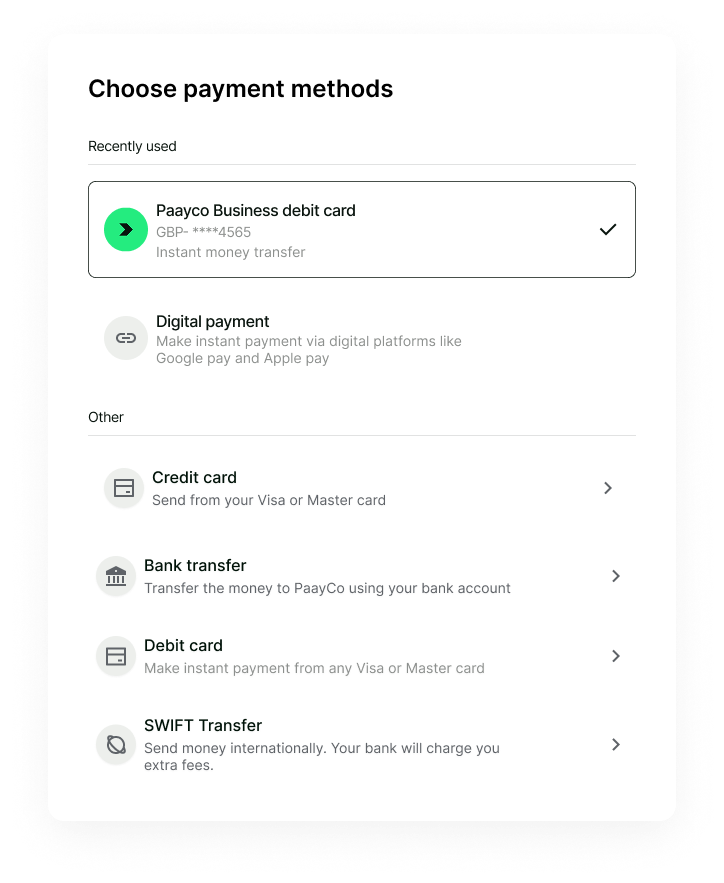 Choose payment methods
Recently used
Paayco Business debit card
GBP- ****4565
Instant money transfer
Digital payment
Make instant payment via digital platforms like
Google pay and Apple pay
Other
Credit card
Send from your Visa or Master card
Bank transfer
Transfer the money to PaayCo using your bank account
Debit card
Make instant payment from any Visa or Master card
SWIFT Transfer
Send money internationally. Your bank will charge you
extra fees.